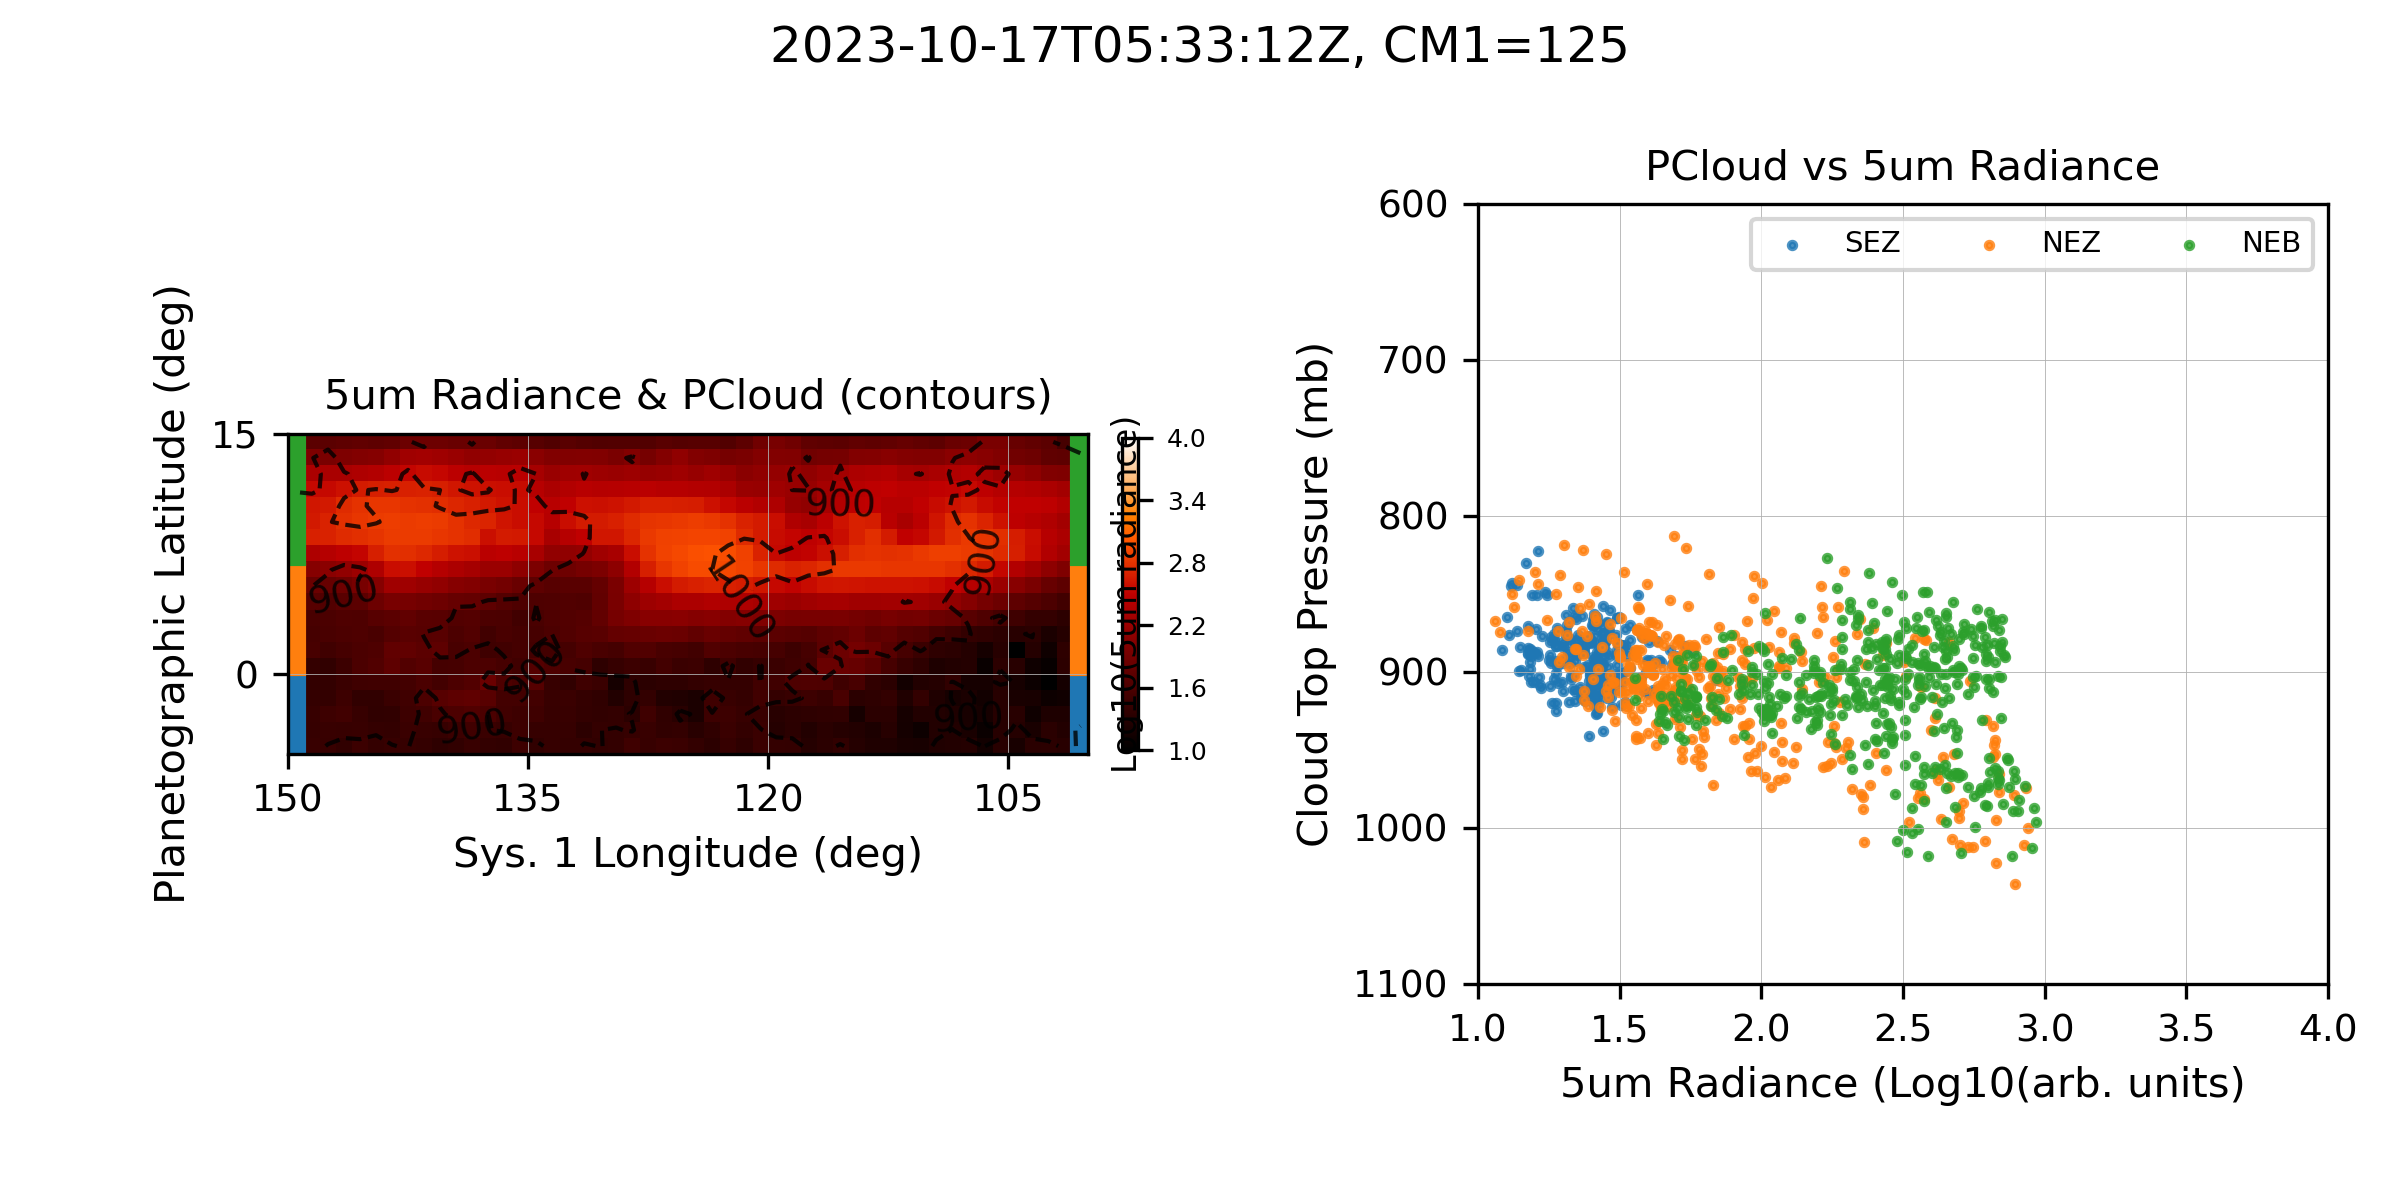 2023-10-17T05:33:12Z, CM1=125
5um Radiance & PCloud (contours)
Planetographic Latitude (deg)
15
0
900
1000
900
900
900
900
900
150
135
120
105
Sys. 1 Longitude (deg)
Log10(5um radiance)
4.0
3.4
2.8
2.2
1.6
1.0
PCloud vs 5um Radiance
SEZ
NEZ
NEB
Cloud Top Pressure (mb)
600
700
800
900
1000
1100
1.0
1.5
2.0
2.5
3.0
3.5
4.0
5um Radiance (Log10(arb. units)